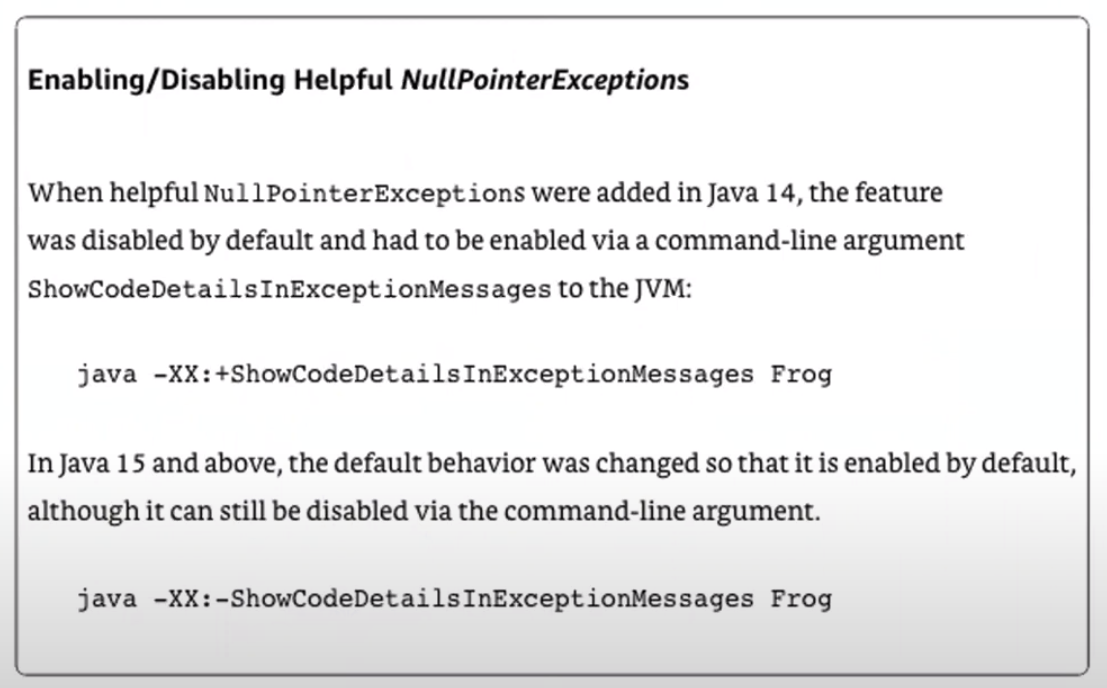 Enabling/Disabling Helpful NullPointerExceptions
When helpful NullPointerExceptions were added in Java 14, the feature
was disabled by default and had to be enabled via a command-line argument
ShowCodeDetailsInExceptionMessages to the JVM:
java -XX:+ShowCodeDetailsInExceptionMessages Frog
In Java 15 and above, the default behavior was changed so that it is enabled by default,
although it can still be disabled via the command-line argument.
java -XX:-ShowCodeDetailsInExceptionMessages Frog